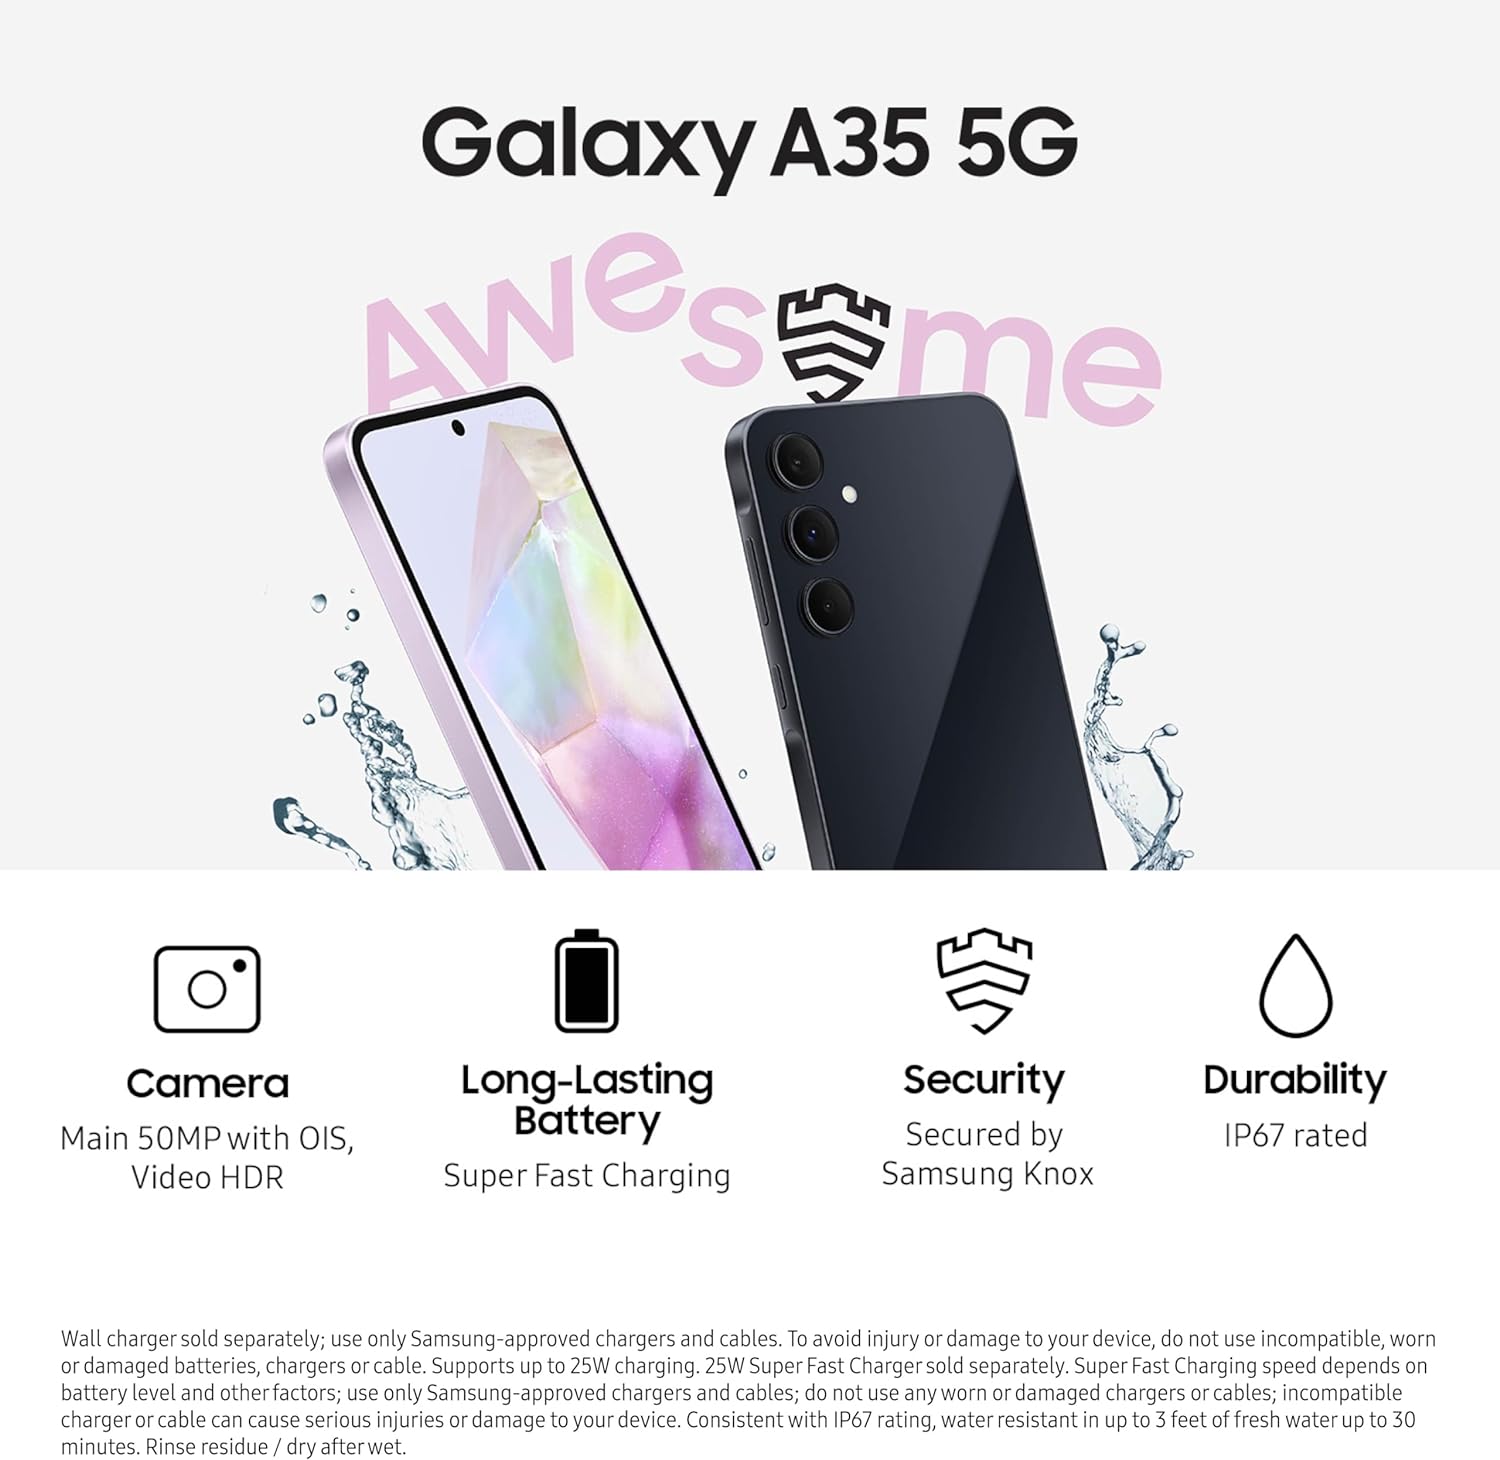 Galaxy A35 5G
Awesome
Camera
Main 50MP with OIS,
Video HDR
Long-Lasting
Battery
Super Fast Charging
Security
Secured by
Samsung Knox
Durability
IP67 rated
Wall charger sold separately; use only Samsung-approved chargers and cables. To avoid injury or damage to your device, do not use incompatible, worn
or damaged batteries, chargers or cable. Supports up to 25W charging. 25W Super Fast Charger sold separately. Super Fast Charging speed depends on
battery level and other factors; use only Samsung-approved chargers and cables; do not use any worn or damaged chargers or cables; incompatible
charger or cable can cause serious injuries or damage to your device. Consistent with IP67 rating, water resistant in up to 3 feet of fresh water up to 30
minutes. Rinse residue / dry after wet.